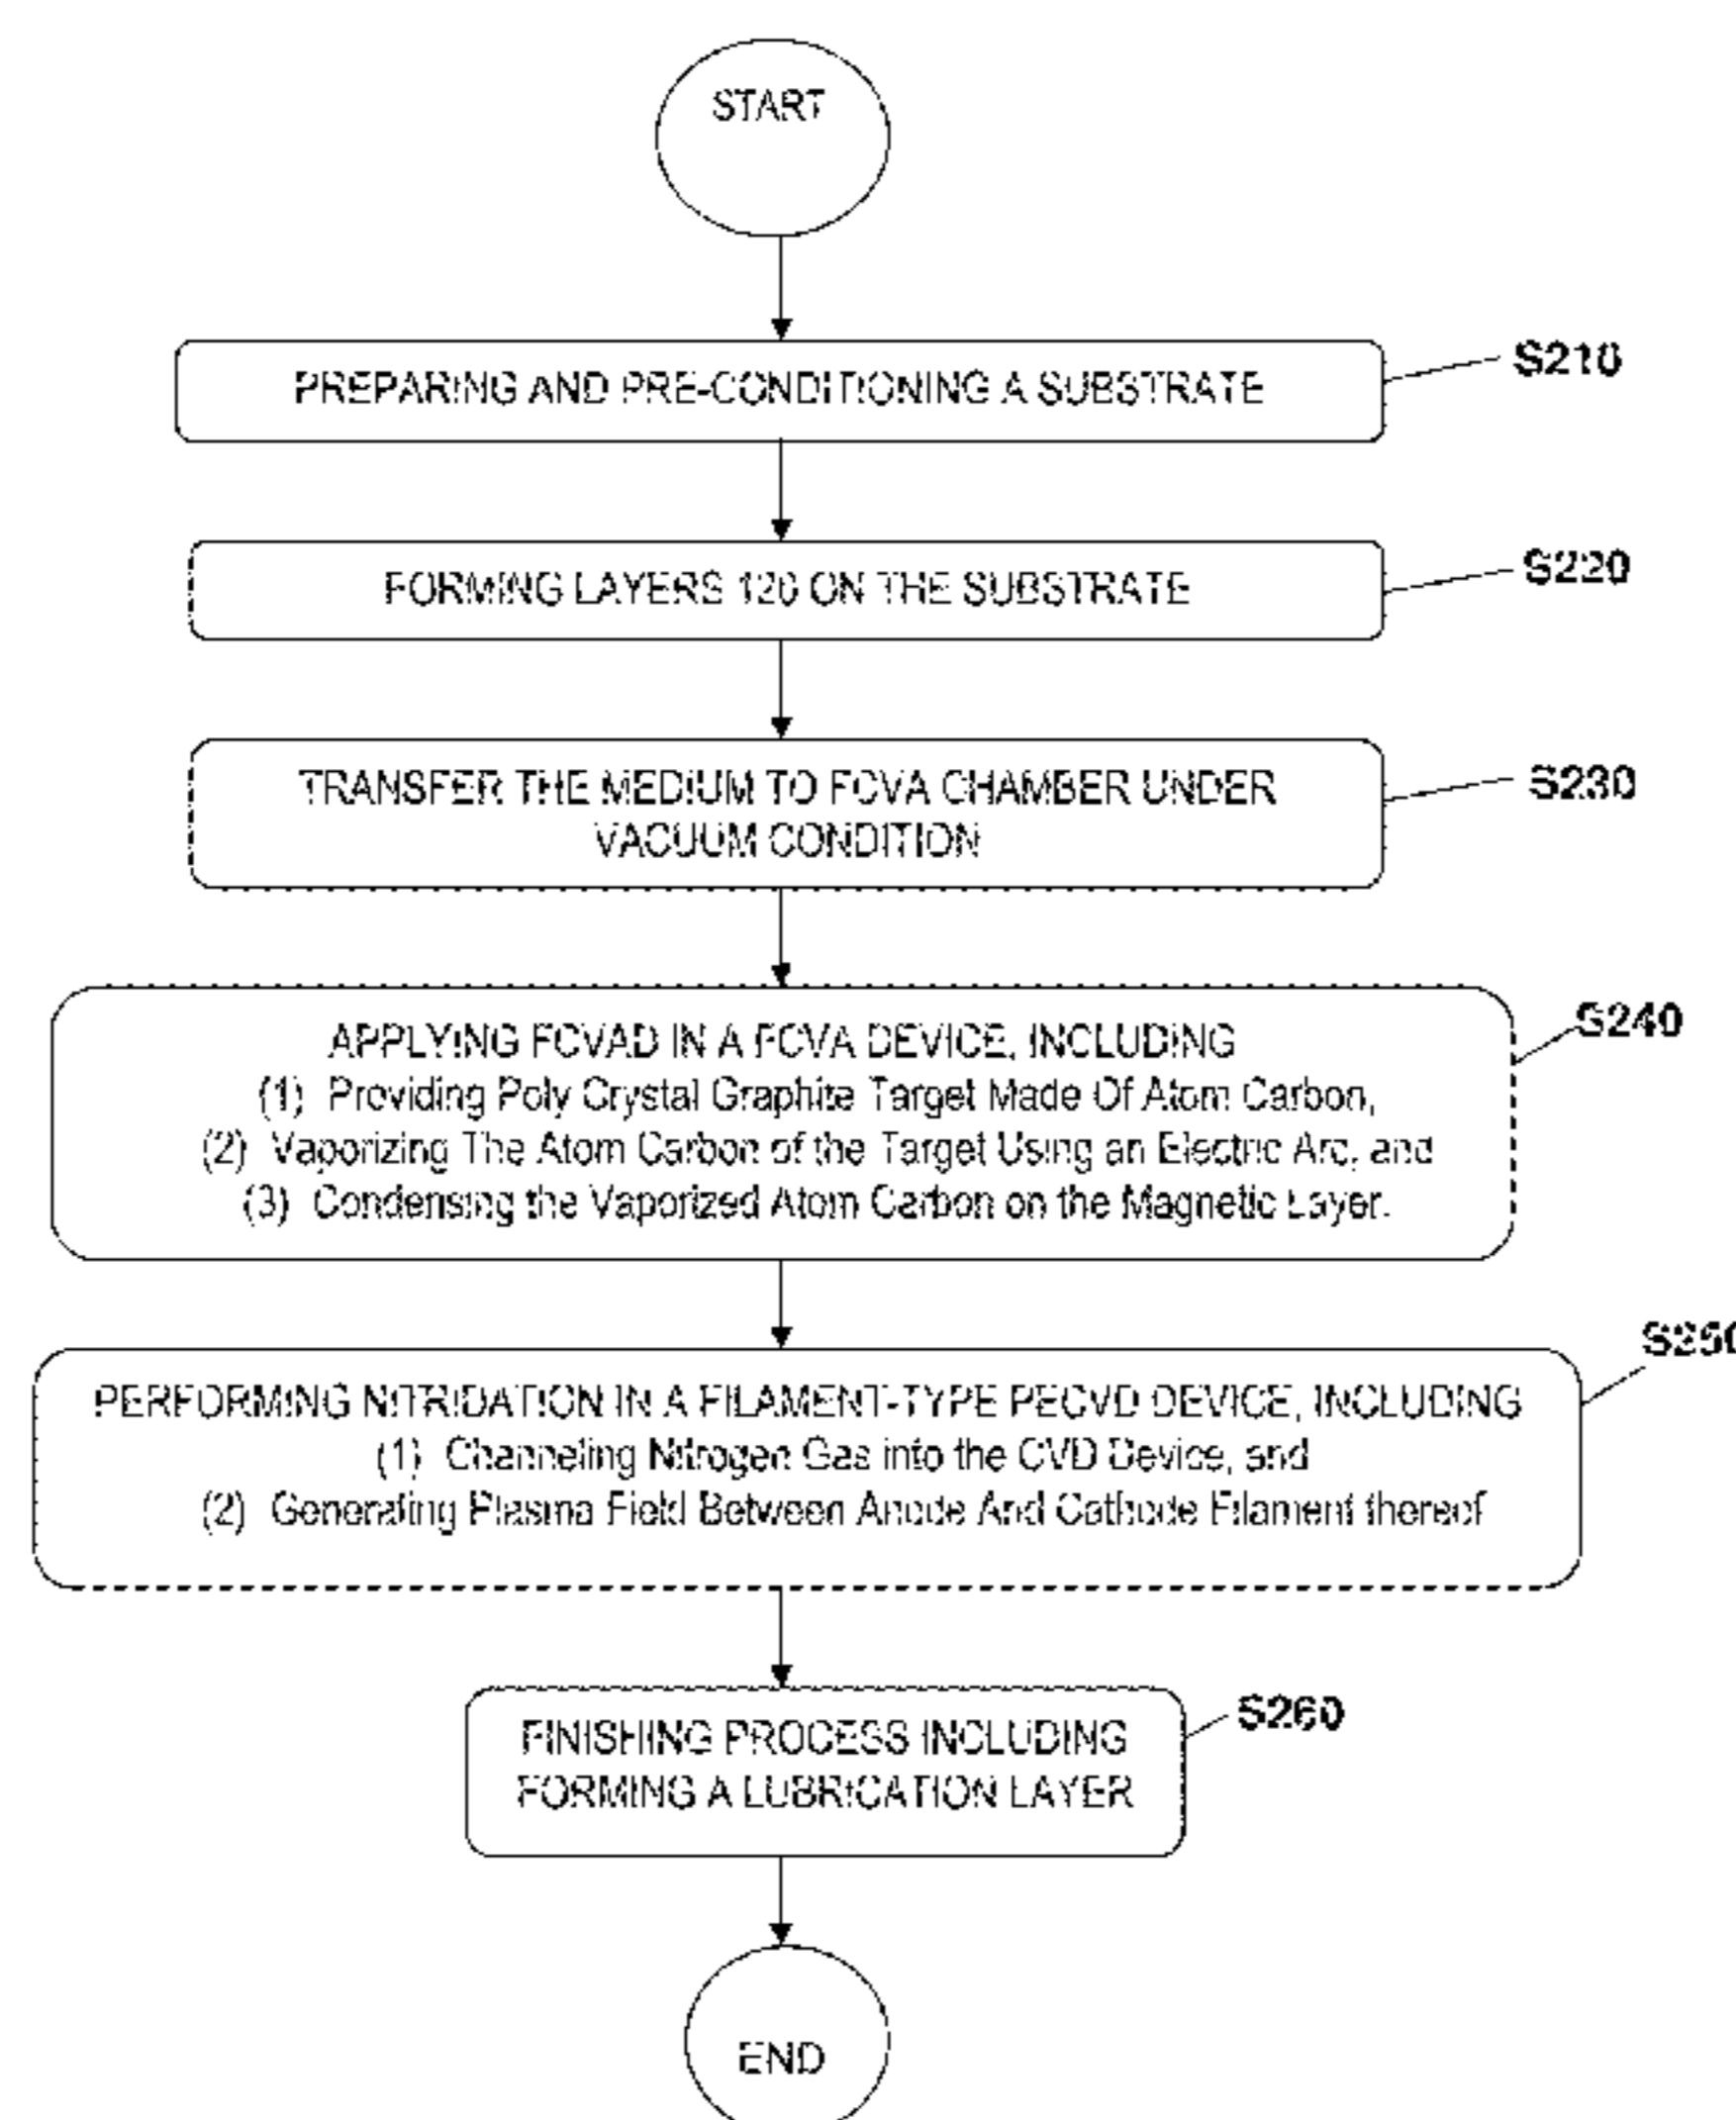 START
PREPARING AND PRE-CONDITIONING A SUBSTRATE
S210
FORMING LAYERS 120 ON THE SUBSTRATE
S220
TRANSFER THE MEDIUM TO FCVA CHAMBER UNDER
VACUUM CONDITION
S230
APPLYING FCVAD IN A FCVA DEVICE, INCLUDING
(1) Providing Poly Crystal Graphite Target Made Of Atom Carbon,
(2) Vaporizing The Atom Carbon of the Target Using an Electric Arc, and
(3) Condensing the Vaporized Atom Carbon on the Magnetic Layer.
S240
PERFORMING NITRIDATION IN A FILAMENT-TYPE PECVD DEVICE, INCLUDING
(1) Channeling Nitrogen Gas into the CVD Device, and
(2) Generating Plasma Field Between Anode And Cathode Filament thereof
S250
FINISHING PROCESS INCLUDING
FORMING A LUBRICATION LAYER
S260
END